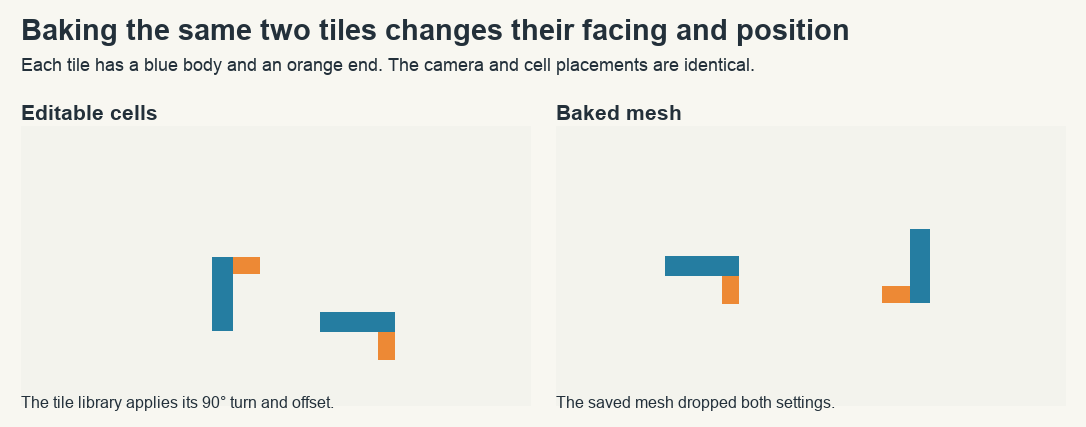 Baking the same two tiles changes their facing and position
Each tile has a blue body and an orange end. The camera and cell placements are identical.
Editable cells
Baked mesh
The tile library applies its 90° turn and offset.
The saved mesh dropped both settings.